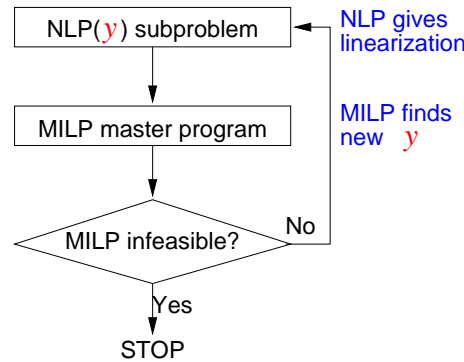 NLP(y) subproblem
NLP gives
linearization
MILP master program
MILP finds
new y
MILP infeasible?
No
Yes
STOP